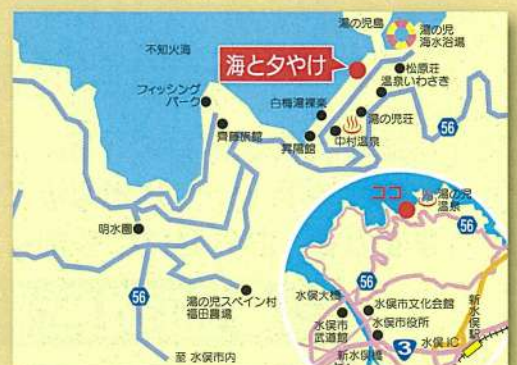 湯の児島
湯の児
海水浴場
不知火海
海と夕やけ
松原荘
温泉いわさき
フィッシング
パーク
白梅湯裸楽
湯の児荘
齊藤旅館
昇陽館
中村温泉
56
ココ
湯の児
温泉
56
明水園
56
湯の児スペイン村
福田農場
至 水俣市内
56
水俣大橋
水俣市文化会館
水俣市
武道館
水俣市役所
新水俣駅
新水俣橋
3
水俣 IC